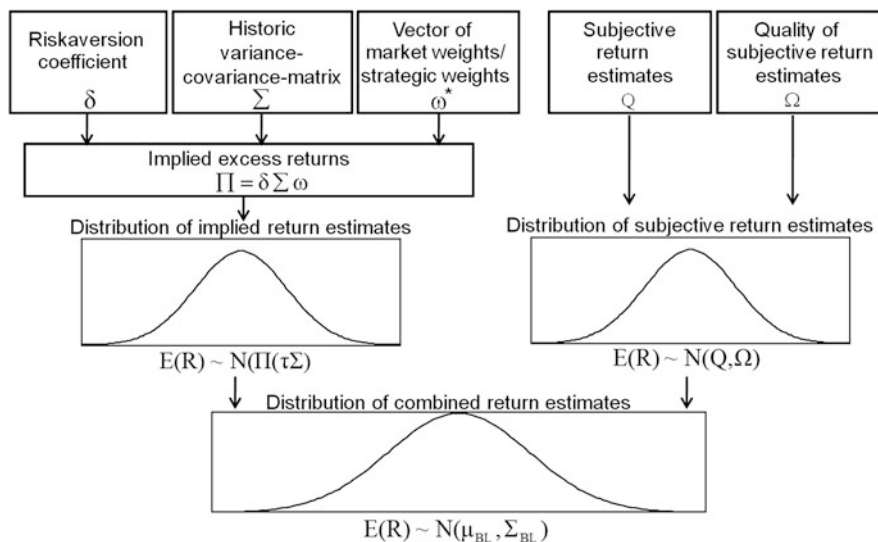 Riskaversion
coefficient
δ
Historic
variance-
covariance-matrix
Σ
Vector of
market weights/
strategic weights
ω*
Subjective
return
estimates
Q
Quality of
subjective return
estimates
Ω
Implied excess returns
Π = δ Σ ω
Distribution of implied return estimates
Distribution of subjective return estimates
E(R) ~ N(Π(τΣ)
E(R) ~ N(Q,Ω)
Distribution of combined return estimates
E(R) ~ N(μ_BL, Σ_BL)